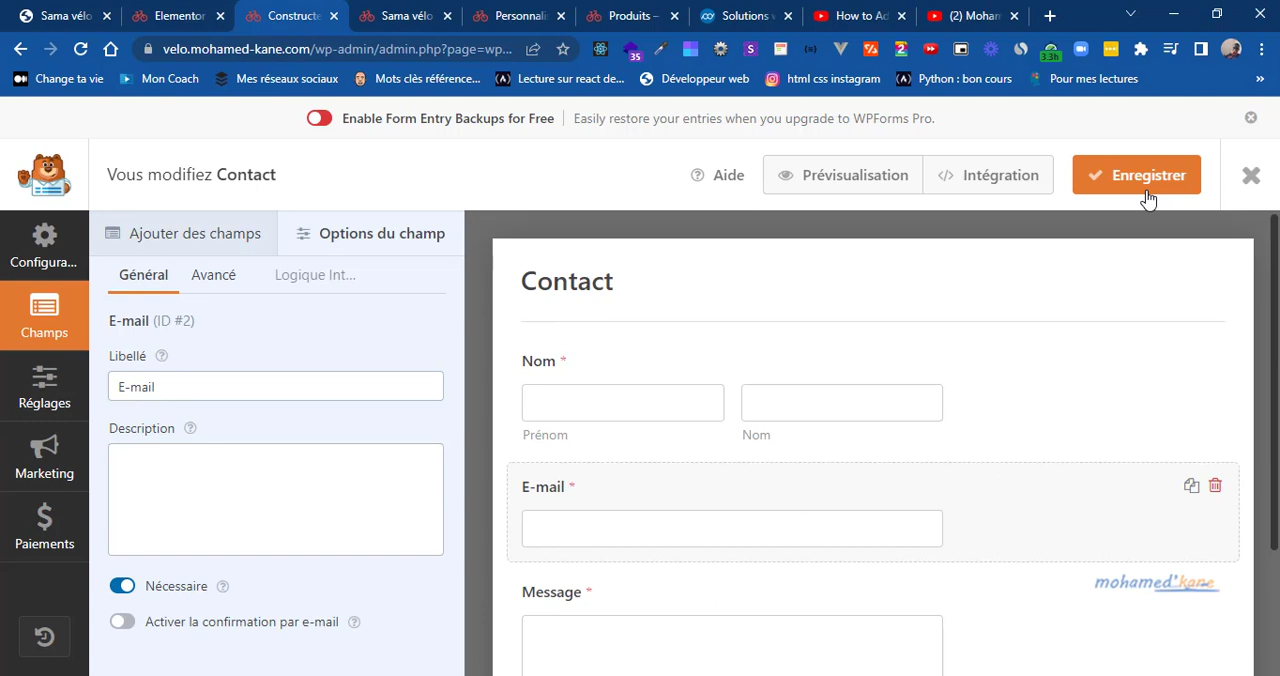 Sama vélo
Elementor
Constructe
Sama vélo
Personnali
Produits –
Solutions
How to Ad
(2) Moham
velo.mohamed-kane.com/wp-admin/admin.php?page=wp...
35
2
3.3h
Change ta vie
Mon Coach
Mes réseaux sociaux
Mots clès référence...
Lecture sur react de...
Développeur web
html css instagram
Python : bon cours
Pour mes lectures
»
Enable Form Entry Backups for Free
Easily restore your entries when you upgrade to WPForms Pro.
Vous modifiez Contact
Aide
Prévisualisation
Intégration
Enregistrer
Configura...
Champs
Réglages
Marketing
Paiements
Ajouter des champs
Options du champ
Général
Avancé
Logique Int...
E-mail (ID #2)
Libellé
E-mail
Description
Nécessaire
Activer la confirmation par e-mail
Contact
Nom *
Prénom
Nom
E-mail *
Message *
mohamed'kane